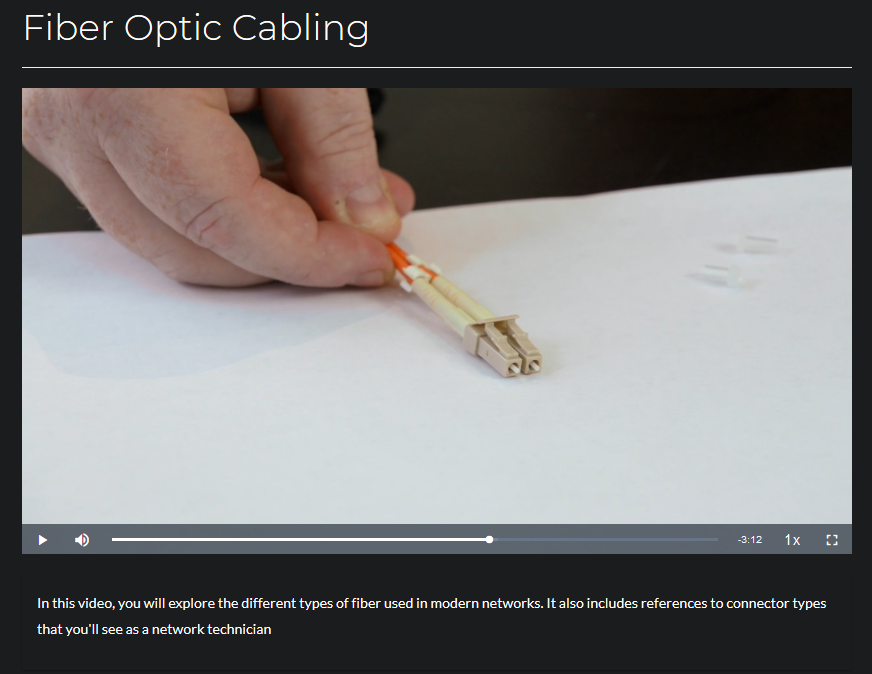 Fiber Optic Cabling
-3:12
1x
In this video, you will explore the different types of fiber used in modern networks. It also includes references to connector types
that you'll see as a network technician